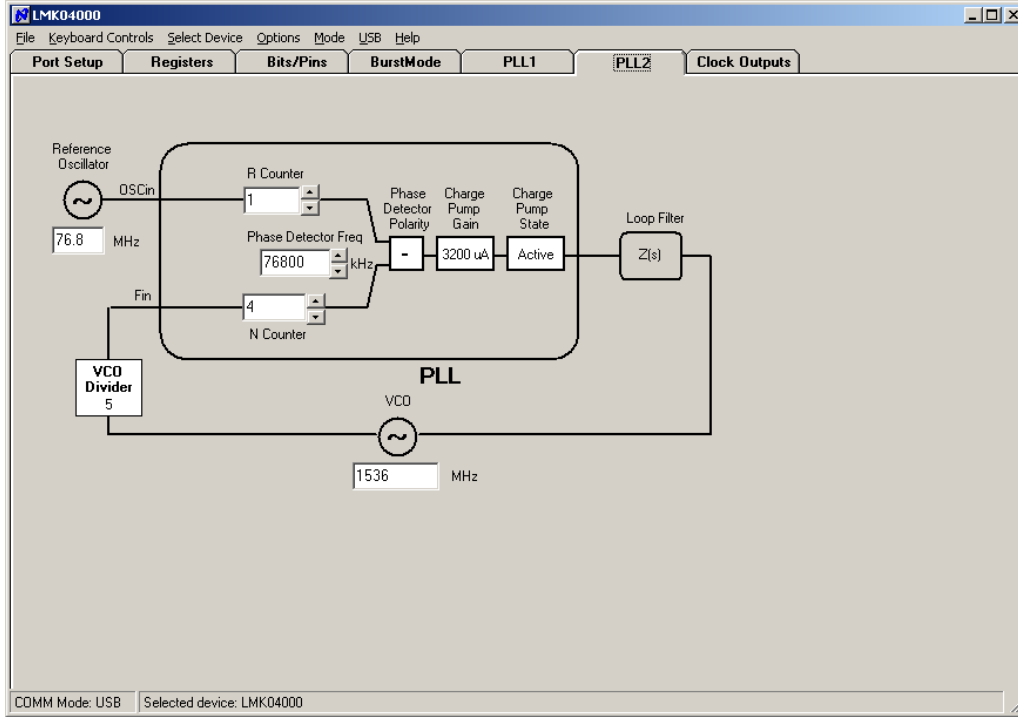 LMK04000
File Keyboard Controls Select Device Options Mode USB Help
Port Setup Registers Bits/Pins BurstMode PLL1 PLL2 Clock Outputs
Reference
Oscillator
OSCin
76.8 MHz
R Counter
1
Phase Detector Freq
76800 kHz
Fin
4
N Counter
Phase
Detector
Polarity
-
Charge
Pump
Gain
3200 uA
Charge
Pump
State
Active
Loop Filter
Z(s)
PLL
VCO
Divider
5
VCO
1536 MHz
COMM Mode: USB Selected device: LMK04000